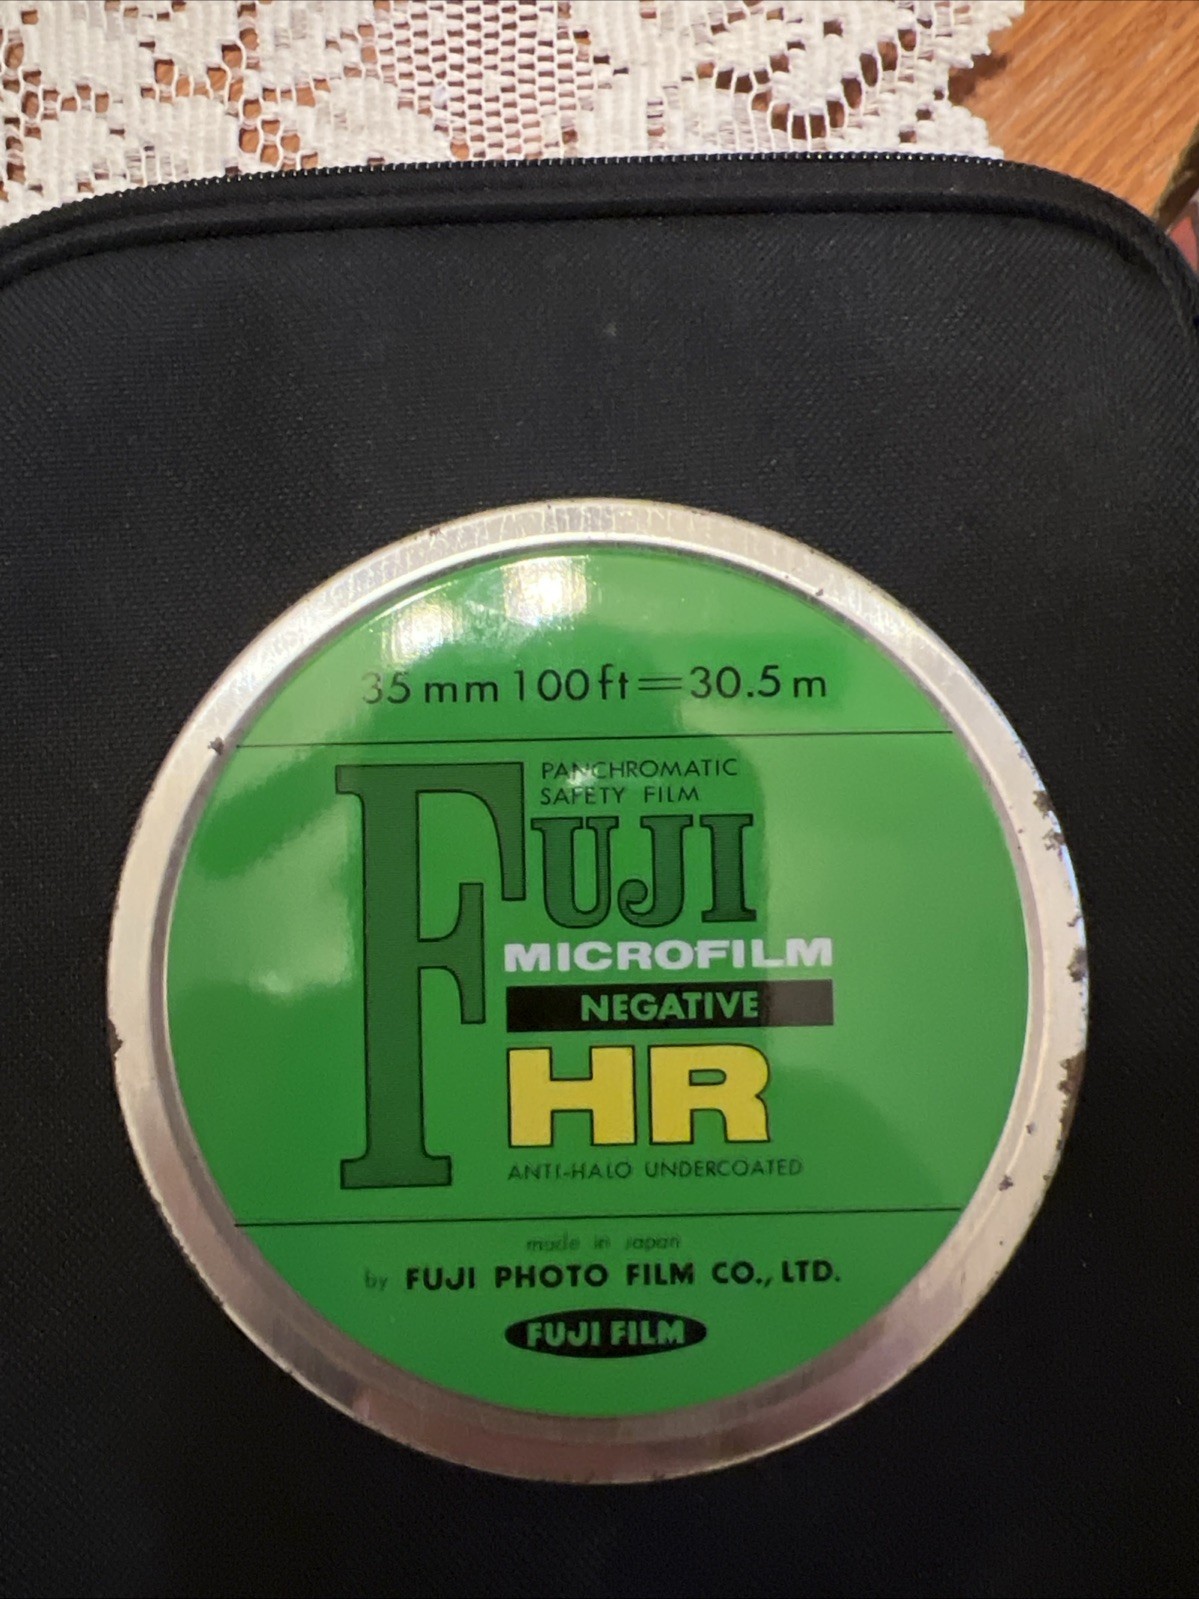 35 mm 100 ft = 30.5 m
PANCHROMATIC
SAFETY FILM
FUJI
MICROFILM
NEGATIVE
HR
ANTI-HALO UNDERCOATED
made in Japan
by FUJI PHOTO FILM CO., LTD.
FUJI FILM